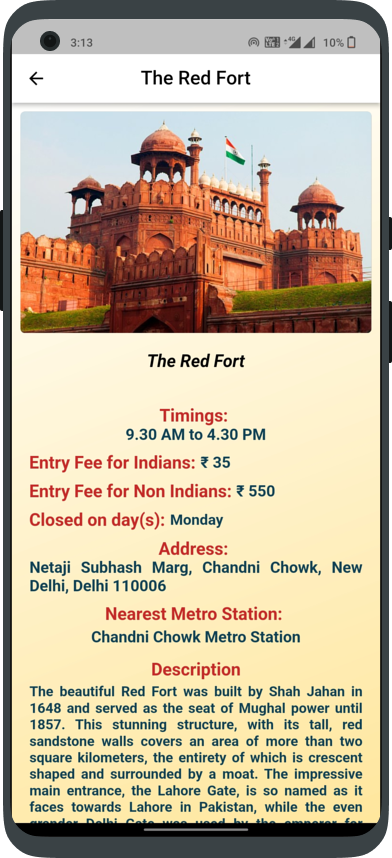 3:13
4G
10%
The Red Fort
The Red Fort
Timings:
9.30 AM to 4.30 PM
Entry Fee for Indians: ₹ 35
Entry Fee for Non Indians: ₹ 550
Closed on day(s): Monday
Address:
Netaji Subhash Marg, Chandni Chowk, New
Delhi, Delhi 110006
Nearest Metro Station:
Chandni Chowk Metro Station
Description
The beautiful Red Fort was built by Shah Jahan in
1648 and served as the seat of Mughal power until
1857. This stunning structure, with its tall, red
sandstone walls covers an area of more than two
square kilometers, the entirety of which is crescent
shaped and surrounded by a moat. The impressive
main entrance, the Lahore Gate, is so named as it
faces towards Lahore in Pakistan, while the even
grander Delhi Gate was used by the emperor for